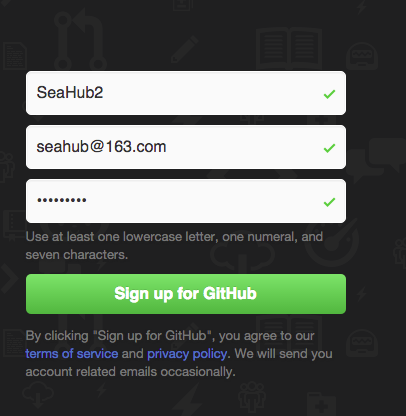 SeaHub2
seahub@163.com
•••••••••
Use at least one lowercase letter, one numeral, and
seven characters.
Sign up for GitHub
By clicking "Sign up for GitHub", you agree to our
terms of service and privacy policy. We will send you
account related emails occasionally.